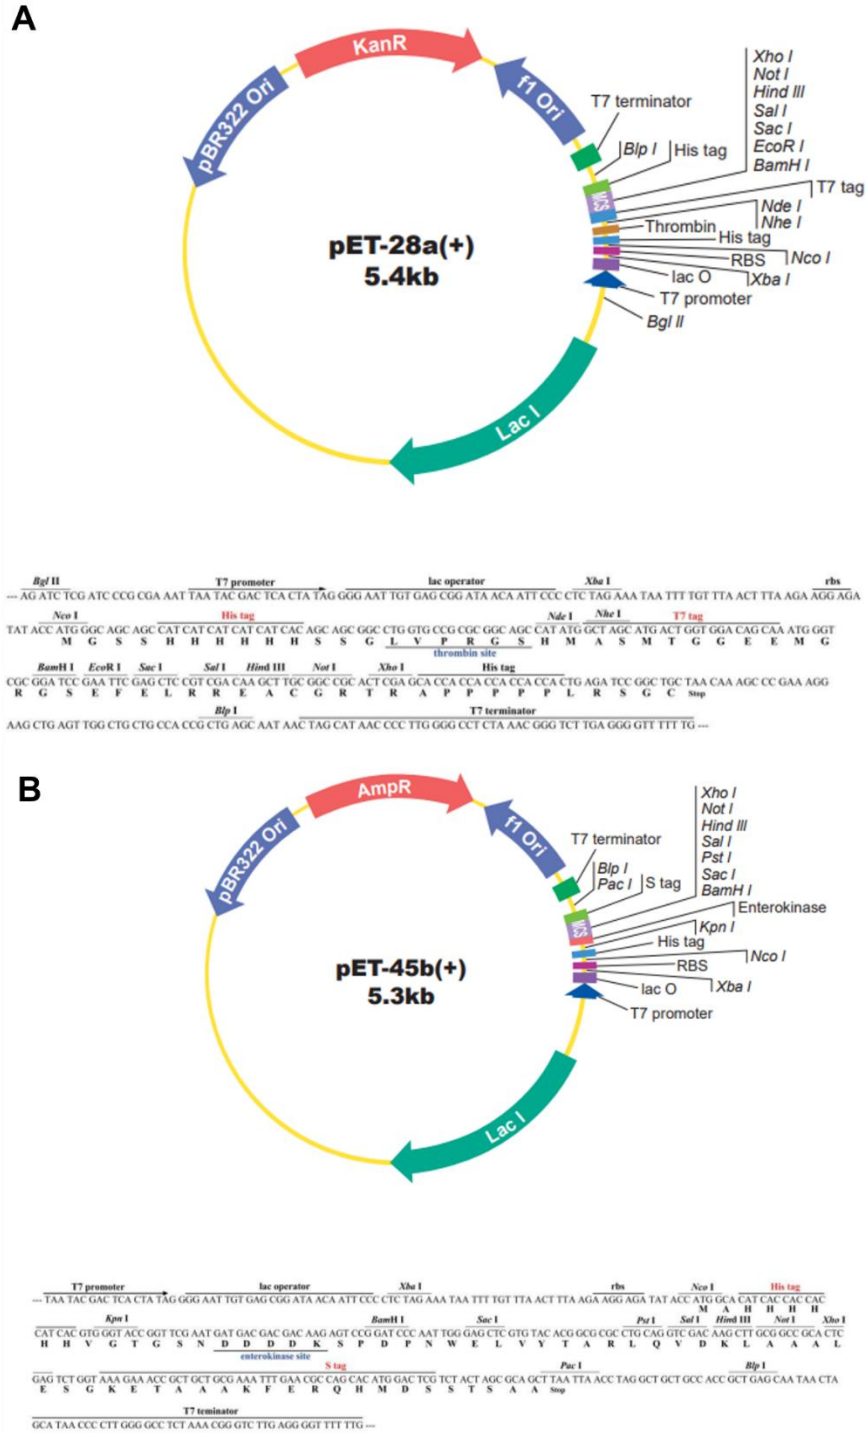 A
KanR
f1 Ori
pBR322 Ori
pET-28a(+)
5.4kb
T7 terminator
Blp I
His tag
Xho I
Not I
Hind III
Sal I
Sac I
EcoR I
BamH I
MCS
T7 tag
Nde I
Nhe I
Thrombin
His tag
RBS
Nco I
lac O
Xba I
T7 promoter
Bgl II
Lac I
Bgl II T7 promoter lac operator Xba I rbs
--- AG ATC TCG ATC CCG CGA AAT TAA TAC GAC TCA CTA TAG GGG AAT TGT GAG CGG ATA ACA ATT CCC CTC TAG AAA TAA TTT TGT TTA ACT TTA AGA AGG AGA
Nco I His tag Nde I Nhe I T7 tag
TAT ACC ATG GGC AGC AGC CAT CAT CAT CAT CAT CAC AGC AGC GGC CTG GTG CCG CGC GGC AGC CAT ATG GCT AGC ATG ACT GGT GGA CAG CAA ATG GGT
M G S S H H H H H H S S G L V P R G S H M A S M T G G E E M G
thrombin site
BamH I EcoR I Sac I Sal I Hind III Not I Xho I His tag
CGC GGA TCC GAA TTC GAG CTC CGT CGA CAA GCT TGC GGC CGC ACT CGA GCA CCA CCA CCA CCA CCA CTG AGA TCC GGC TGC TAA CAA AGC CCG AAA GG
R G S E F E L R R E A C G R T R A P P P P P L R S G C Stop
Blp I T7 terminator
AAG CTG AGT TGG CTG CTG CCA CCG CTG AGC AAT AAC TAG CAT AAC CCC TTG GGG CCT CTA AAC GGG TCT TGA GGG GTT TTT TG ---
B
AmpR
f1 Ori
pBR322 Ori
pET-45b(+)
5.3kb
T7 terminator
Blp I
Pac I
S tag
Xho I
Not I
Hind III
Sal I
Pst I
Sac I
BamH I
MCS
Enterokinase
Kpn I
His tag
Nco I
RBS
lac O
Xba I
T7 promoter
Lac I
T7 promoter lac operator Xba I rbs Nco I His tag
--- TAA TAC GAC TCA CTA TAG GGG AAT TGT GAG CGG ATA ACA ATT CCC CTC TAG AAA TAA TTT TGT TTA ACT TTA AGA AGG AGA TAT ACC ATG GCA CAT CAC CAC CAC
M A H H H H
Kpn I BamH I Sac I Pst I Sal I Hind III Not I Xho I
CAT CAC GTG GGT ACC GGT TCG AAT GAT GAC GAC GAC AAG AGT CCG GAT CCC AAT TGG GAG CTC GTG TAC ACG GCG CGC CTG CAG GTC GAC AAG CTT GCG GCC GCA CTC
H H V G T G S N D D D D K S P D P N W E L V Y T A R L Q V D K L A A A L
enterokinase site
S tag Pac I Blp I
GAG TCT GGT AAA GAA ACC GCT GCT GCG AAA TTT GAA CGC CAG CAC ATG GAC TCG TCT ACT AGC GCA GCT TAA TTA ACC TAG GCT GCT GCC ACC GCT GAG CAA TAA CTA
E S G K E T A A A K F E R Q H M D S S T S A A Stop
T7 teminator
GCA TAA CCC CTT GGG GCC TCT AAA CGG GTC TTG AGG GGT TTT TTG ---